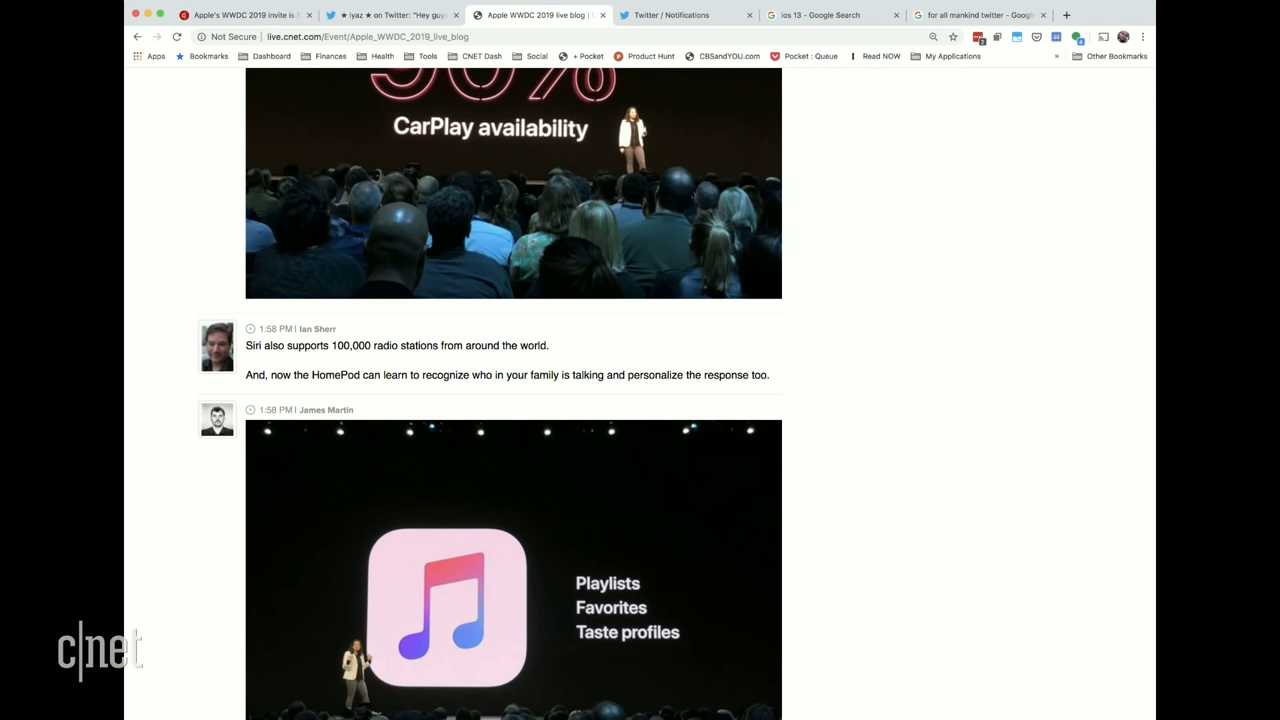 Apple's WWDC 2019 invite is h
★ iyaz ★ on Twitter: "Hey guys
Apple WWDC 2019 live blog | C
Twitter / Notifications
ios 13 - Google Search
for all mankind twitter - Googl
Not Secure | live.cnet.com/Event/Apple_WWDC_2019_live_blog
Apps Bookmarks Dashboard Finances Health Tools CNET Dash Social + Pocket Product Hunt CBSandYOU.com Pocket : Queue Read NOW My Applications » Other Bookmarks
90%
CarPlay availability
1:58 PM | Ian Sherr
Siri also supports 100,000 radio stations from around the world.
And, now the HomePod can learn to recognize who in your family is talking and personalize the response too.
1:58 PM | James Martin
Playlists
Favorites
Taste profiles
c|net